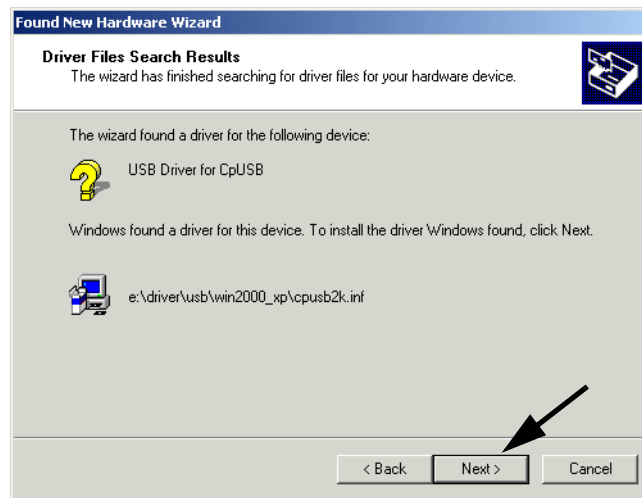 Found New Hardware Wizard
Driver Files Search Results
The wizard has finished searching for driver files for your hardware device.
The wizard found a driver for the following device:
USB Driver for CpUSB
Windows found a driver for this device. To install the driver Windows found, click Next.
e:\driver\usb\win2000_xp\cpusb2k.inf
< Back Next > Cancel